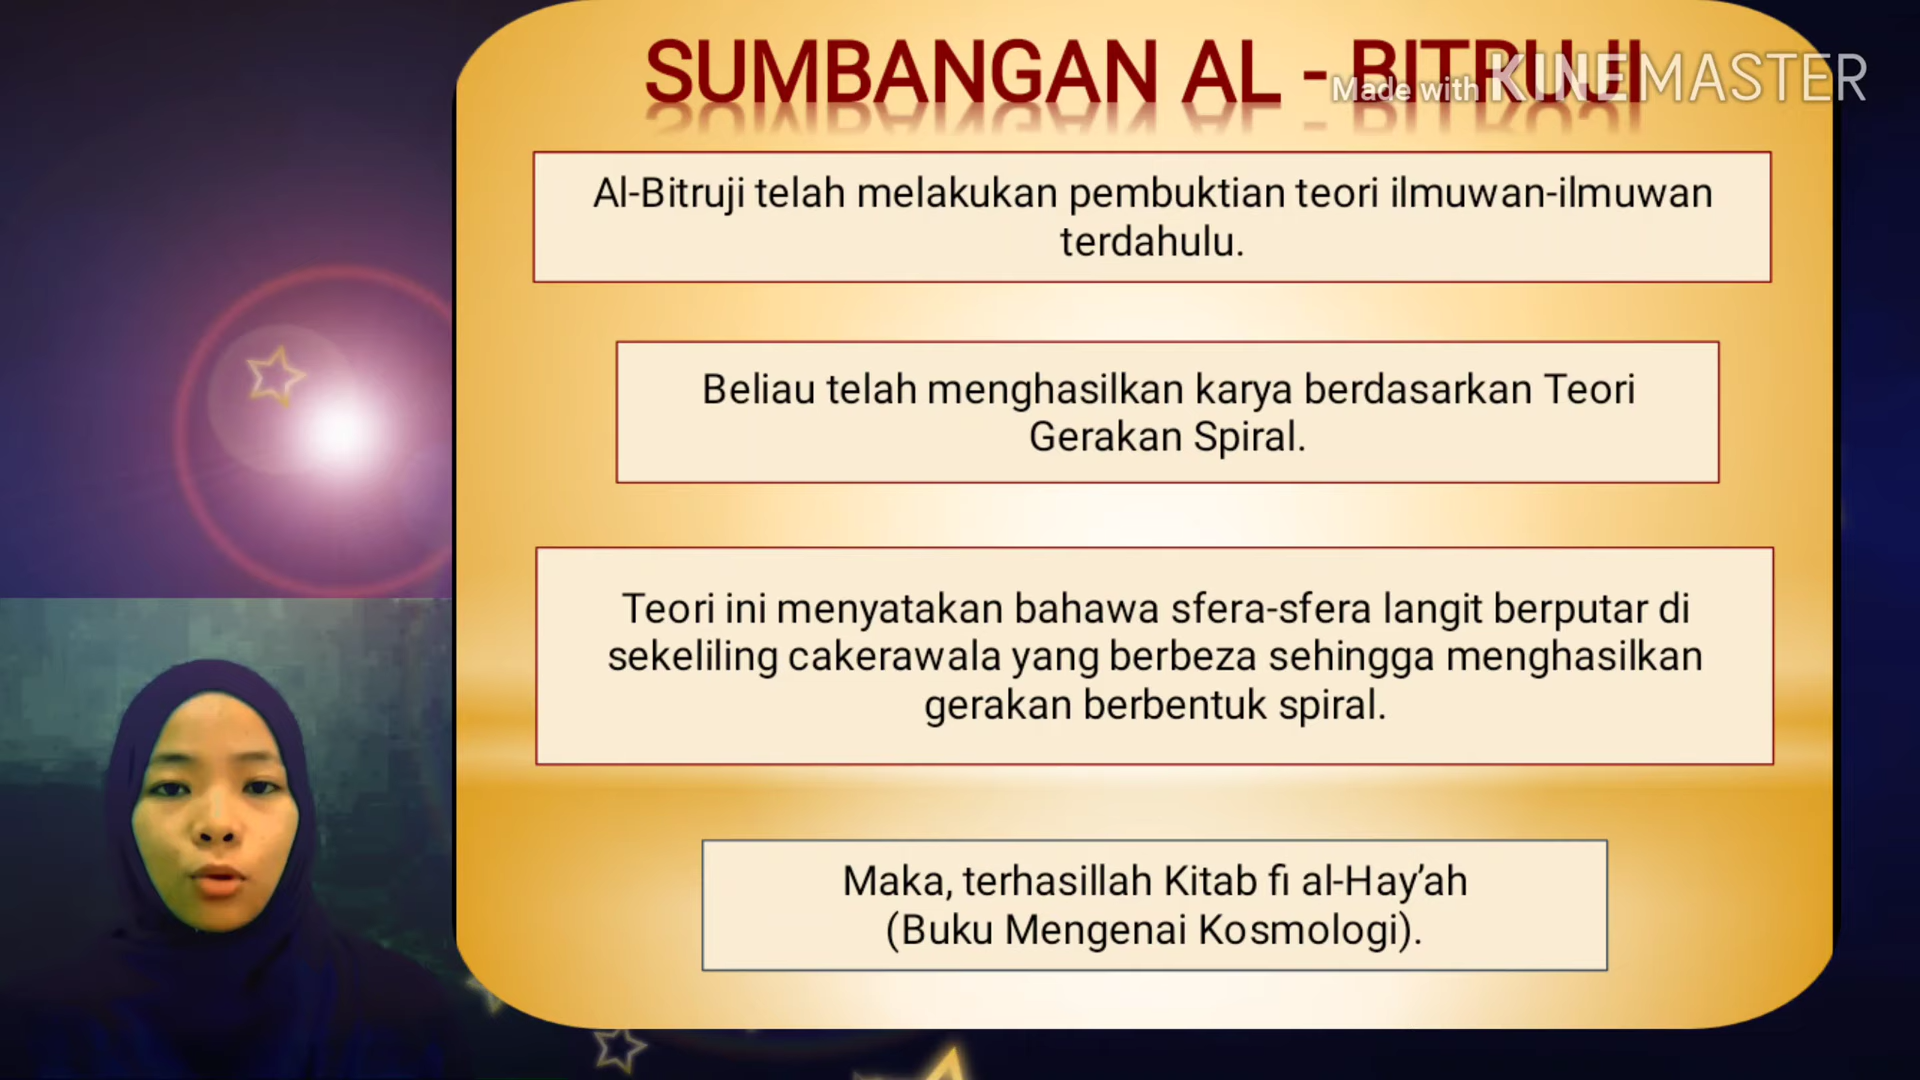 SUMBANGAN AL - BITRUJI
Made with KINEMASTER
Al-Bitruji telah melakukan pembuktian teori ilmuwan-ilmuwan
terdahulu.
Beliau telah menghasilkan karya berdasarkan Teori
Gerakan Spiral.
Teori ini menyatakan bahawa sfera-sfera langit berputar di
sekeliling cakerawala yang berbeza sehingga menghasilkan
gerakan berbentuk spiral.
Maka, terhasillah Kitab fi al-Hay’ah
(Buku Mengenai Kosmologi).